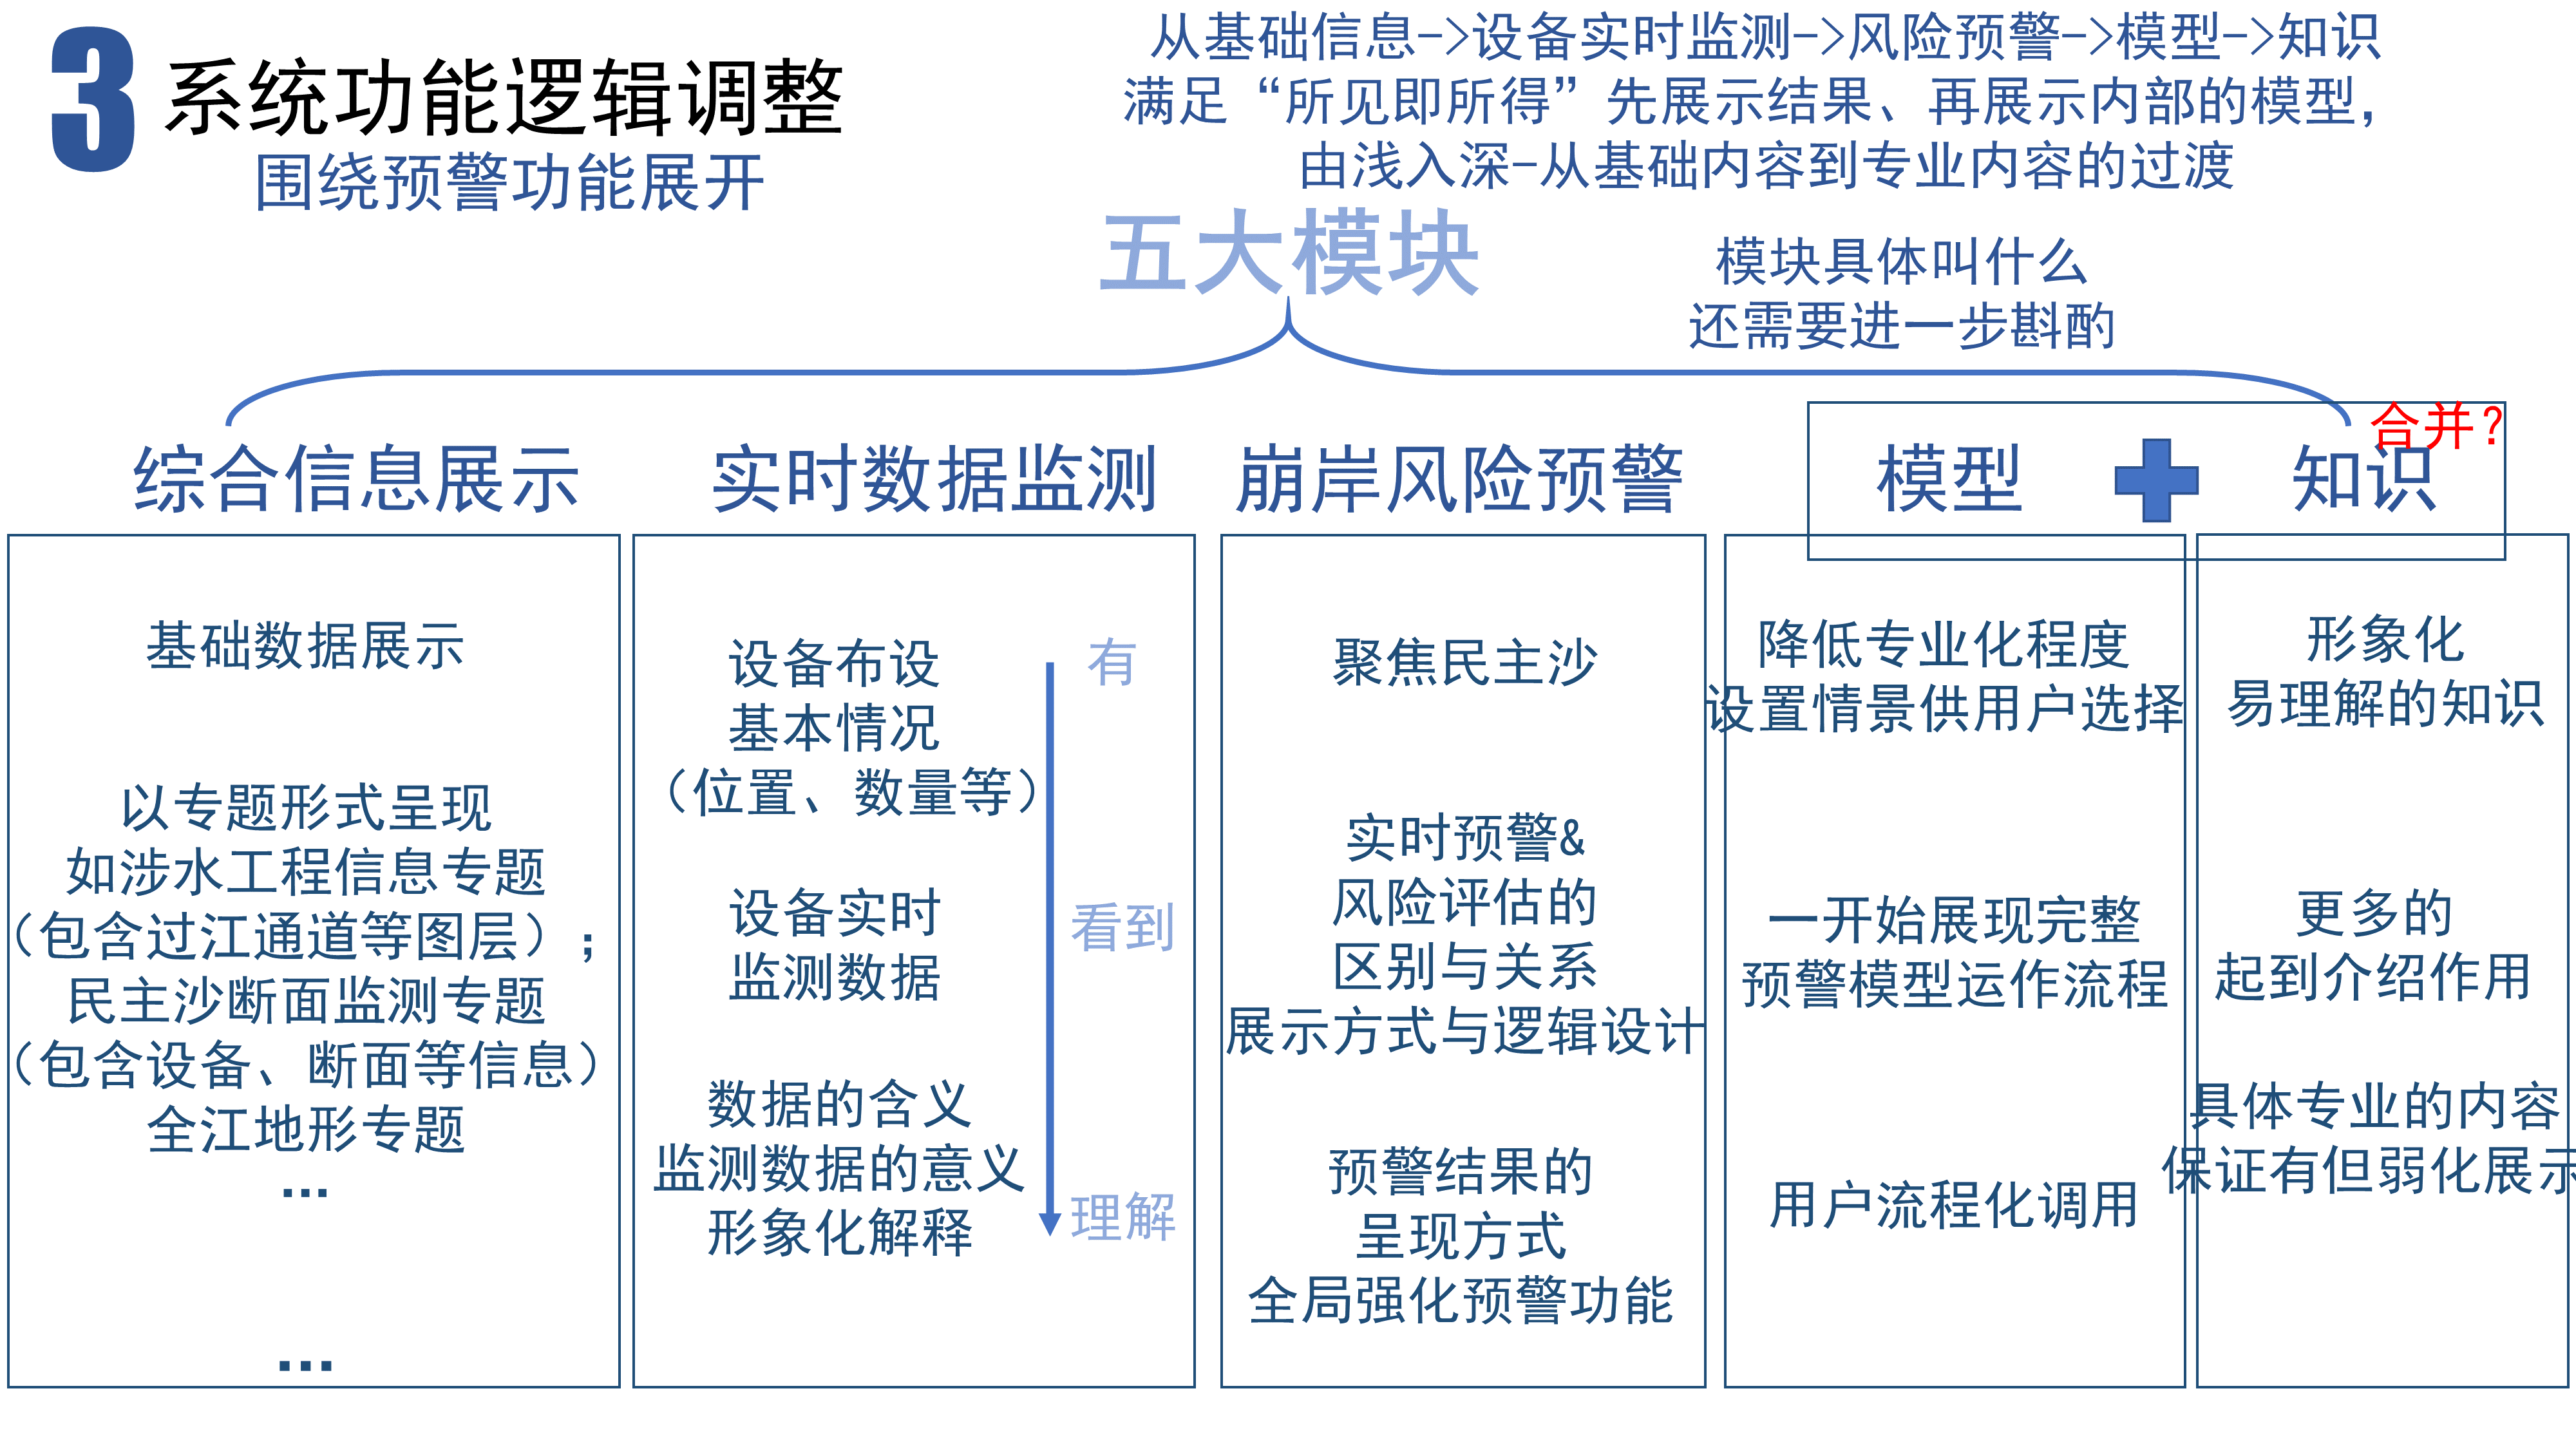 3
系统功能逻辑调整
围绕预警功能展开
从基础信息->设备实时监测->风险预警->模型->知识
满足“所见即所得”先展示结果、再展示内部的模型，
由浅入深-从基础内容到专业内容的过渡
五大模块
模块具体叫什么
还需要进一步斟酌
综合信息展示
实时数据监测
崩岸风险预警
模型
知识
合并？
基础数据展示
以专题形式呈现
如涉水工程信息专题
（包含过江通道等图层）；
民主沙断面监测专题
（包含设备、断面等信息）
全江地形专题
...
...
设备布设
基本情况
（位置、数量等）
设备实时
监测数据
数据的含义
监测数据的意义
形象化解释
有
看到
理解
聚焦民主沙
实时预警&
风险评估的
区别与关系
展示方式与逻辑设计
预警结果的
呈现方式
全局强化预警功能
降低专业化程度
设置情景供用户选择
一开始展现完整
预警模型运作流程
用户流程化调用
形象化
易理解的知识
更多的
起到介绍作用
具体专业的内容
保证有但弱化展示